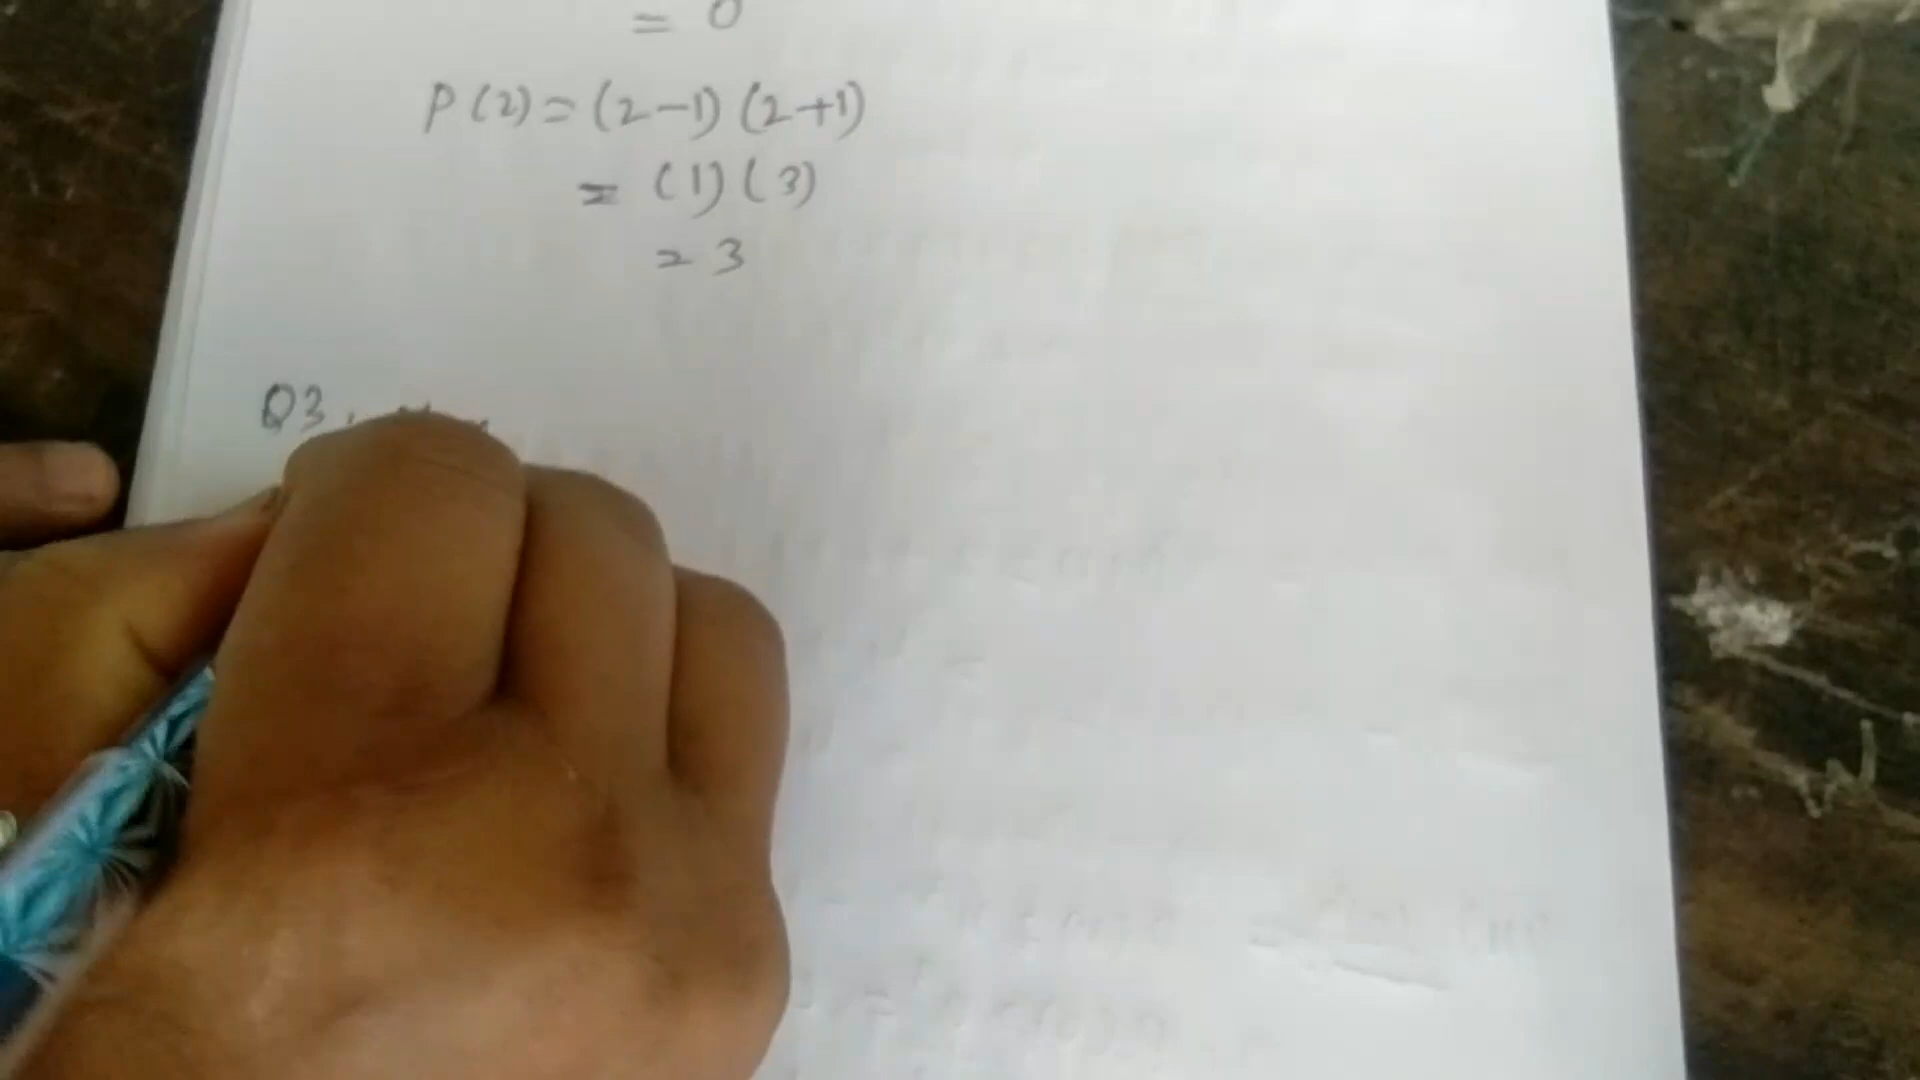 = 0
P(2) = (2-1) (2+1)
= (1) (3)
= 3
Q3.